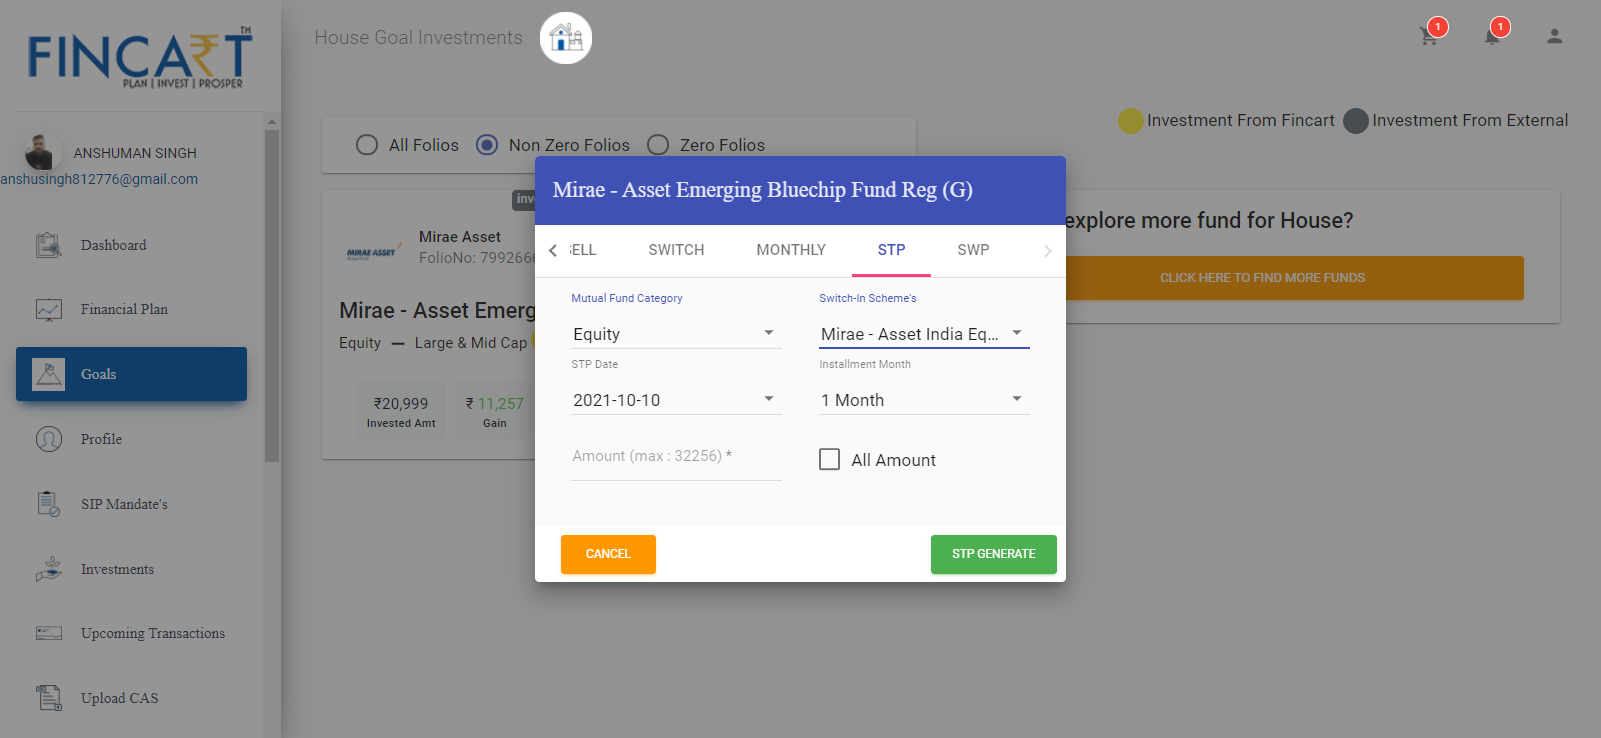 FINCART
TM
PLAN | INVEST | PROSPER
ANSHUMAN SINGH
anshusingh812776@gmail.com
Dashboard
Financial Plan
Goals
Profile
SIP Mandate's
Investments
Upcoming Transactions
Upload CAS
House Goal Investments
1
1
Investment From Fincart
Investment From External
All Folios
Non Zero Folios
Zero Folios
Mirae Asset
MIRAE ASSET
FolioNo: 7992666
Mirae - Asset Emerg
Equity — Large & Mid Cap
₹20,999
Invested Amt
₹ 11,257
Gain
explore more fund for House?
CLICK HERE TO FIND MORE FUNDS
Mirae - Asset Emerging Bluechip Fund Reg (G)
SELL SWITCH MONTHLY STP SWP
Mutual Fund Category
Switch-In Scheme's
Equity
Mirae - Asset India Eq...
STP Date
Installment Month
2021-10-10
1 Month
Amount (max : 32256) *
All Amount
CANCEL
STP GENERATE